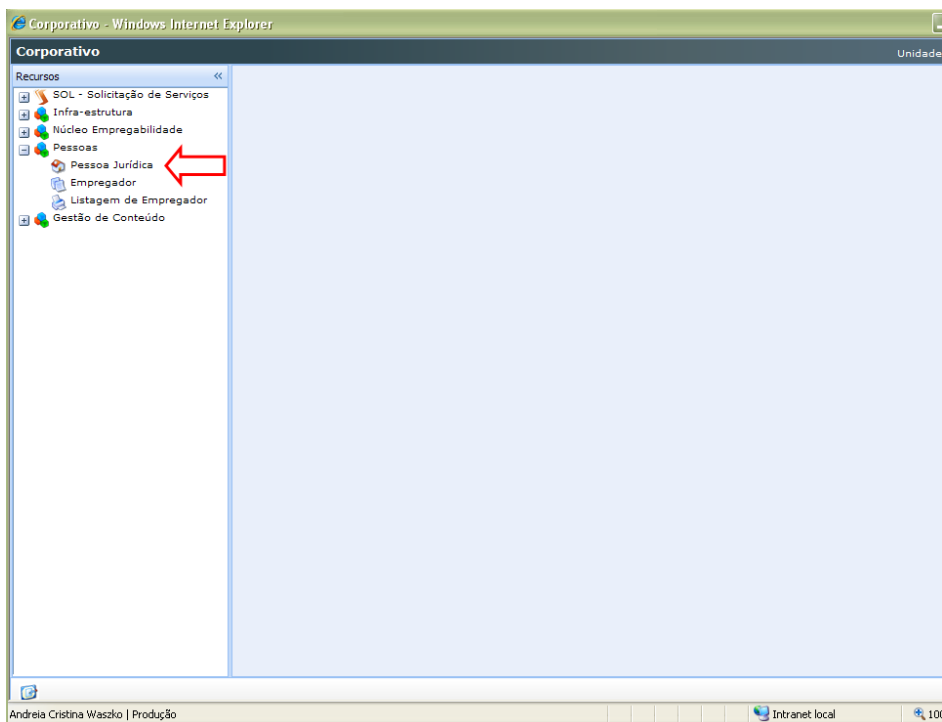 Corporativo - Windows Internet Explorer
Corporativo
Unidade
Recursos
SOL - Solicitação de Serviços
Infra-estrutura
Núcleo Empregabilidade
Pessoas
Pessoa Jurídica
Empregador
Listagem de Empregador
Gestão de Conteúdo
Andreia Cristina Waszko | Produção
Intranet local
100